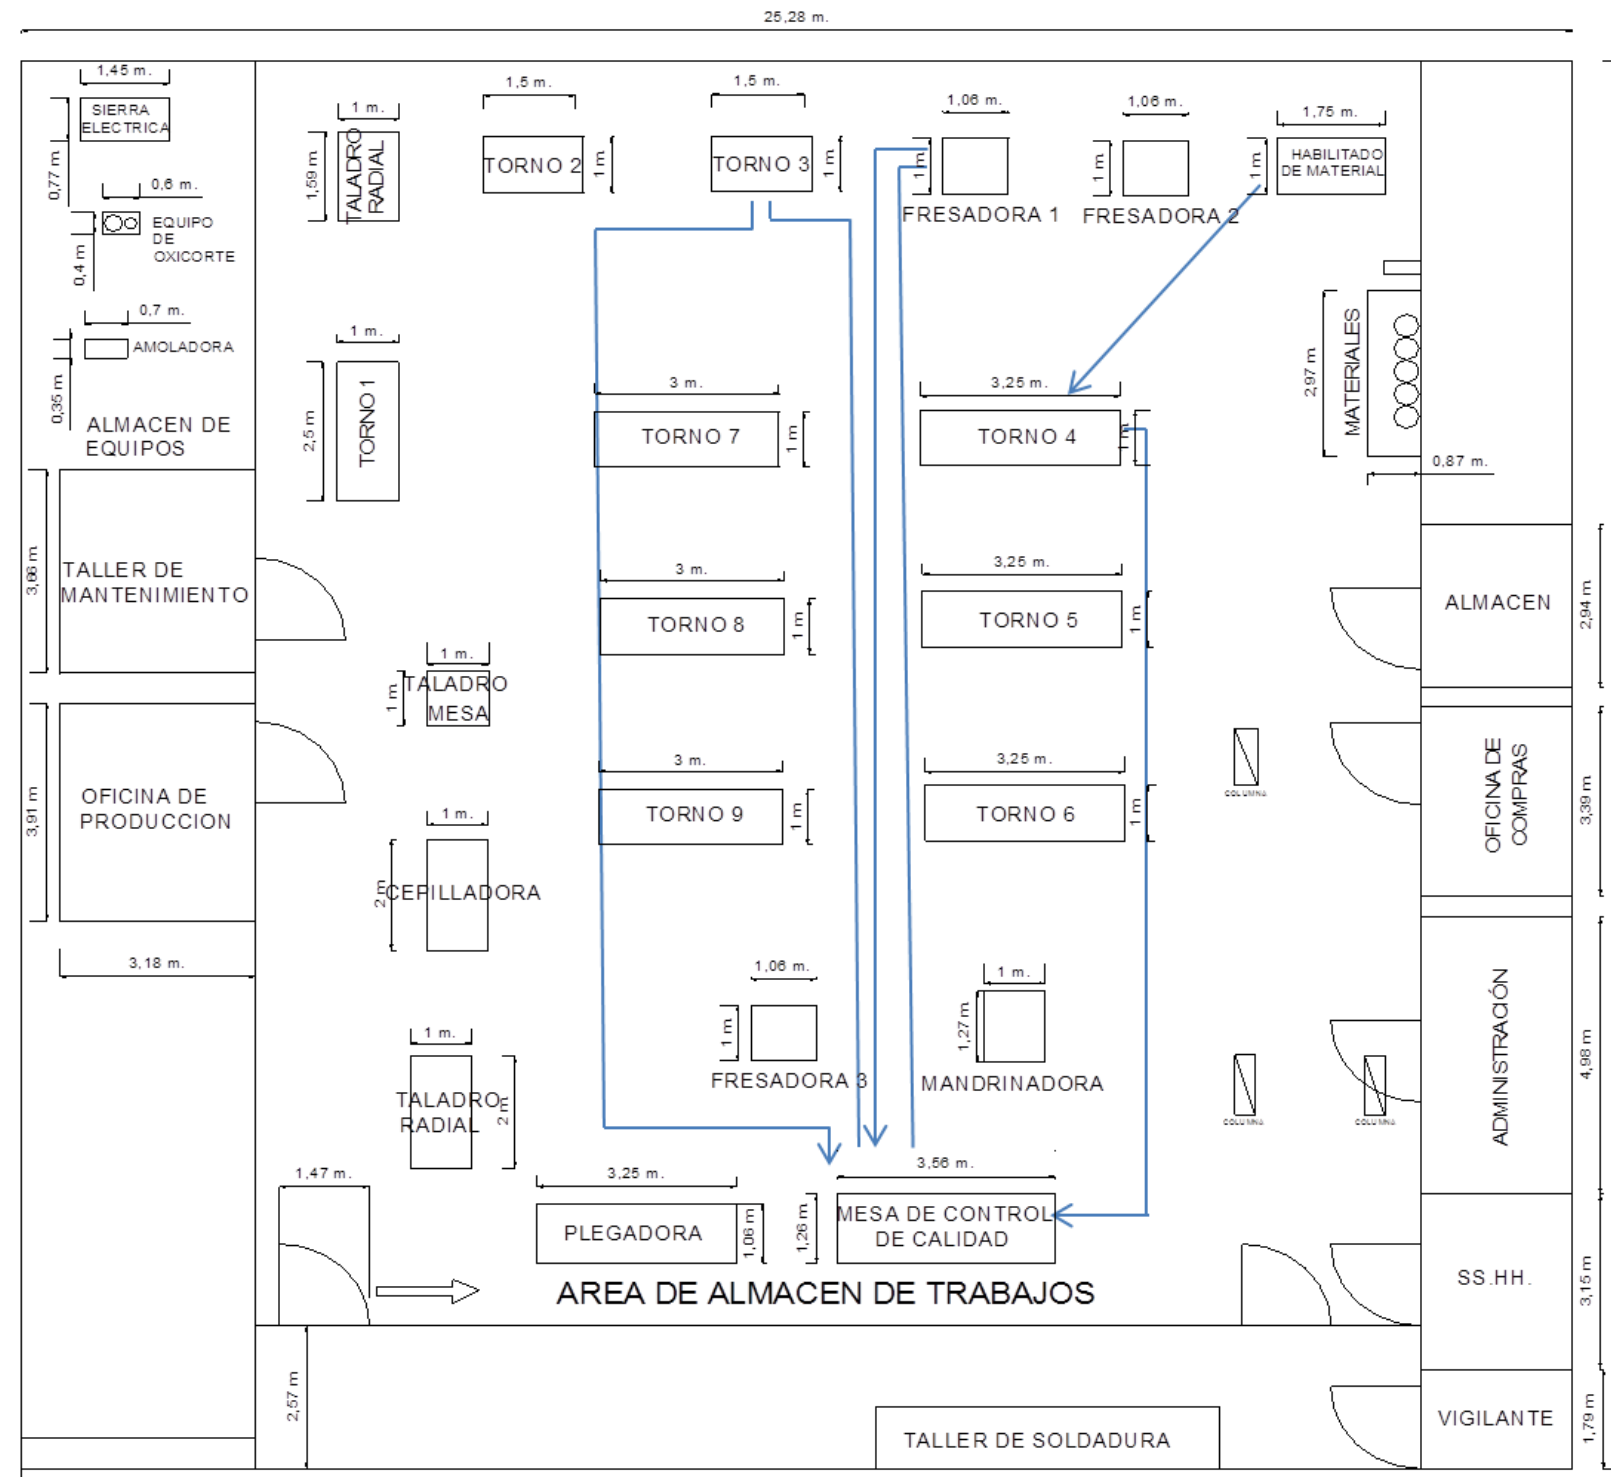 25,28 m.
1,45 m.
SIERRA
ELECTRICA
0,77 m
0,6 m.
EQUIPO
DE
OXICORTE
0,4 m
0,7 m.
AMOLADORA
0,35 m
ALMACEN DE
EQUIPOS
1 m.
1,59 m
TALADRO
RADIAL
1,5 m.
TORNO 2
1 m
1,5 m.
TORNO 3
1 m
1,06 m.
1 m
FRESADORA 1
1,06 m.
1 m
FRESADORA 2
1,75 m.
1 m
HABILITADO
DE MATERIAL
1 m.
2,5 m
TORNO 1
3 m.
TORNO 7
1 m
3,25 m.
TORNO 4
1 m
2,97 m
MATERIALES
0,87 m.
3,66 m
TALLER DE
MANTENIMIENTO
3 m.
TORNO 8
1 m
3,25 m.
TORNO 5
1 m
ALMACEN
2,94 m
1 m.
1 m
TALADRO
MESA
3,91 m
OFICINA DE
PRODUCCION
3,18 m.
1 m.
2 m
CEPILLADORA
3 m.
TORNO 9
1 m
3,25 m.
TORNO 6
1 m
COLUMNA
OFICINA DE
COMPRAS
3,39 m
1 m.
TALADRO
RADIAL
2 m
1,06 m.
1 m
FRESADORA 3
1 m.
1,27 m
MANDRINADORA
COLUMNA
COLUMNA
ADMINISTRACIÓN
4,98 m
1,47 m.
3,25 m.
PLEGADORA
1,06 m
3,56 m.
1,26 m
MESA DE CONTROL
DE CALIDAD
AREA DE ALMACEN DE TRABAJOS
SS.HH.
3,15 m
2,57 m
TALLER DE SOLDADURA
VIGILANTE
1,79 m